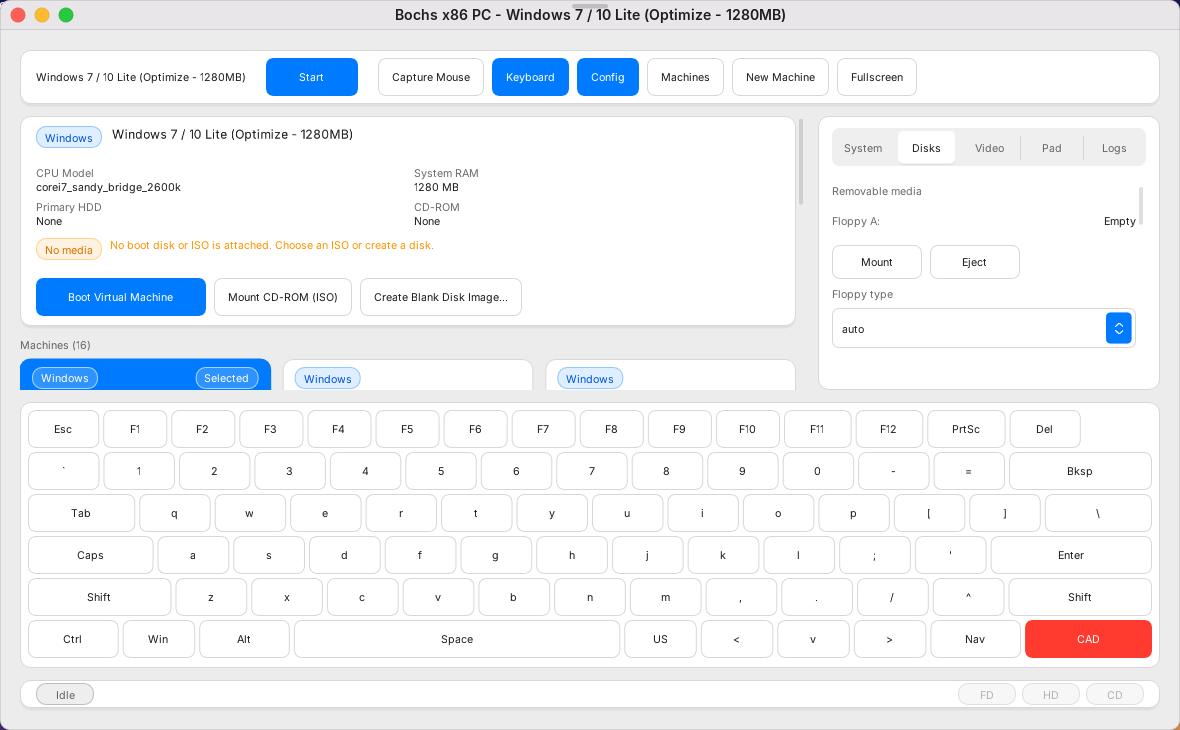 Bochs x86 PC - Windows 7 / 10 Lite (Optimize - 1280MB)
Windows 7 / 10 Lite (Optimize - 1280MB) Start Capture Mouse Keyboard Config Machines New Machine Fullscreen
Windows Windows 7 / 10 Lite (Optimize - 1280MB)
CPU Model System RAM
corei7_sandy_bridge_2600k 1280 MB
Primary HDD CD-ROM
None None
No media No boot disk or ISO is attached. Choose an ISO or create a disk.
Boot Virtual Machine Mount CD-ROM (ISO) Create Blank Disk Image...
Machines (16)
Windows Selected Windows Windows
System Disks Video Pad Logs
Removable media
Floppy A: Empty
Mount Eject
Floppy type
auto
Esc F1 F2 F3 F4 F5 F6 F7 F8 F9 F10 F11 F12 PrtSc Del
` 1 2 3 4 5 6 7 8 9 0 - = Bksp
Tab q w e r t y u i o p [ ] \
Caps a s d f g h j k l ; ' Enter
Shift z x c v b n m , . / ^ Shift
Ctrl Win Alt Space US < v > Nav CAD
Idle FD HD CD